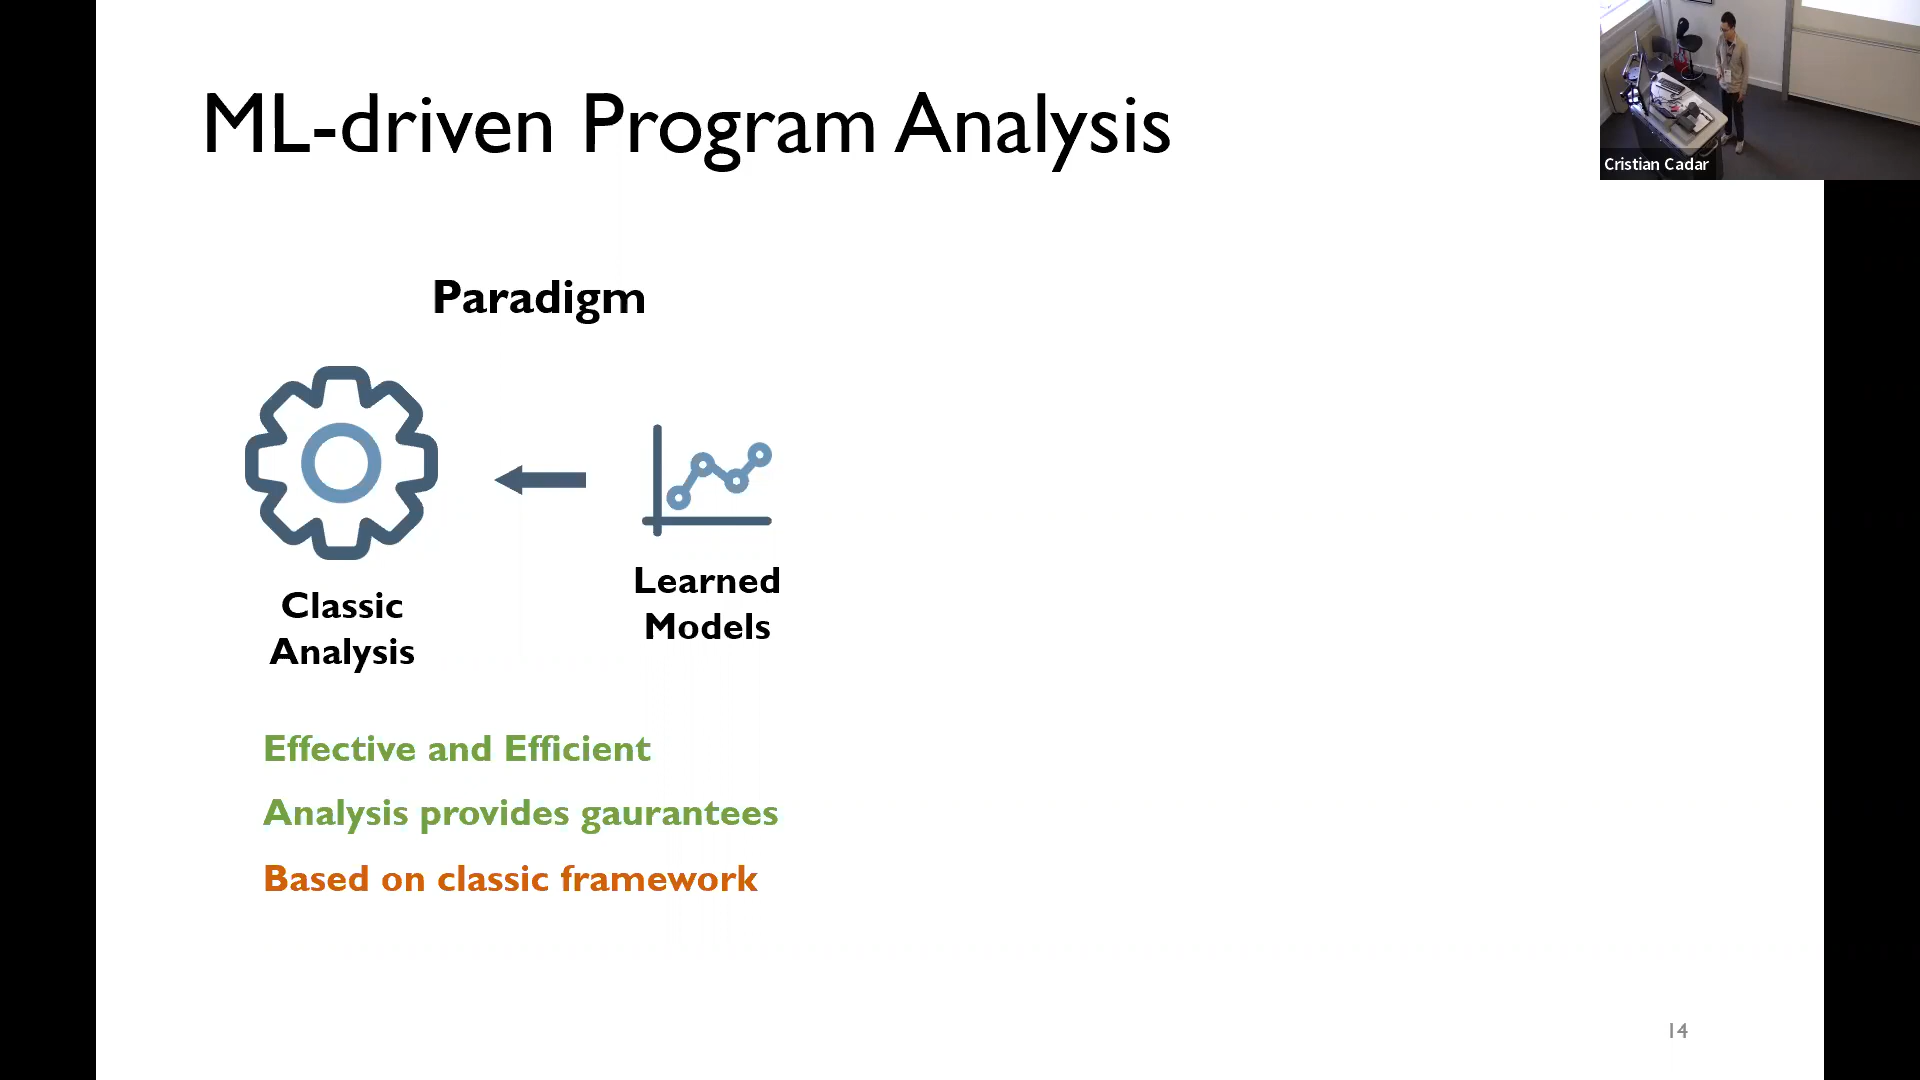 ML-driven Program Analysis
Cristian Cadar
Paradigm
Classic
Analysis
Learned
Models
Effective and Efficient
Analysis provides gaurantees
Based on classic framework
14